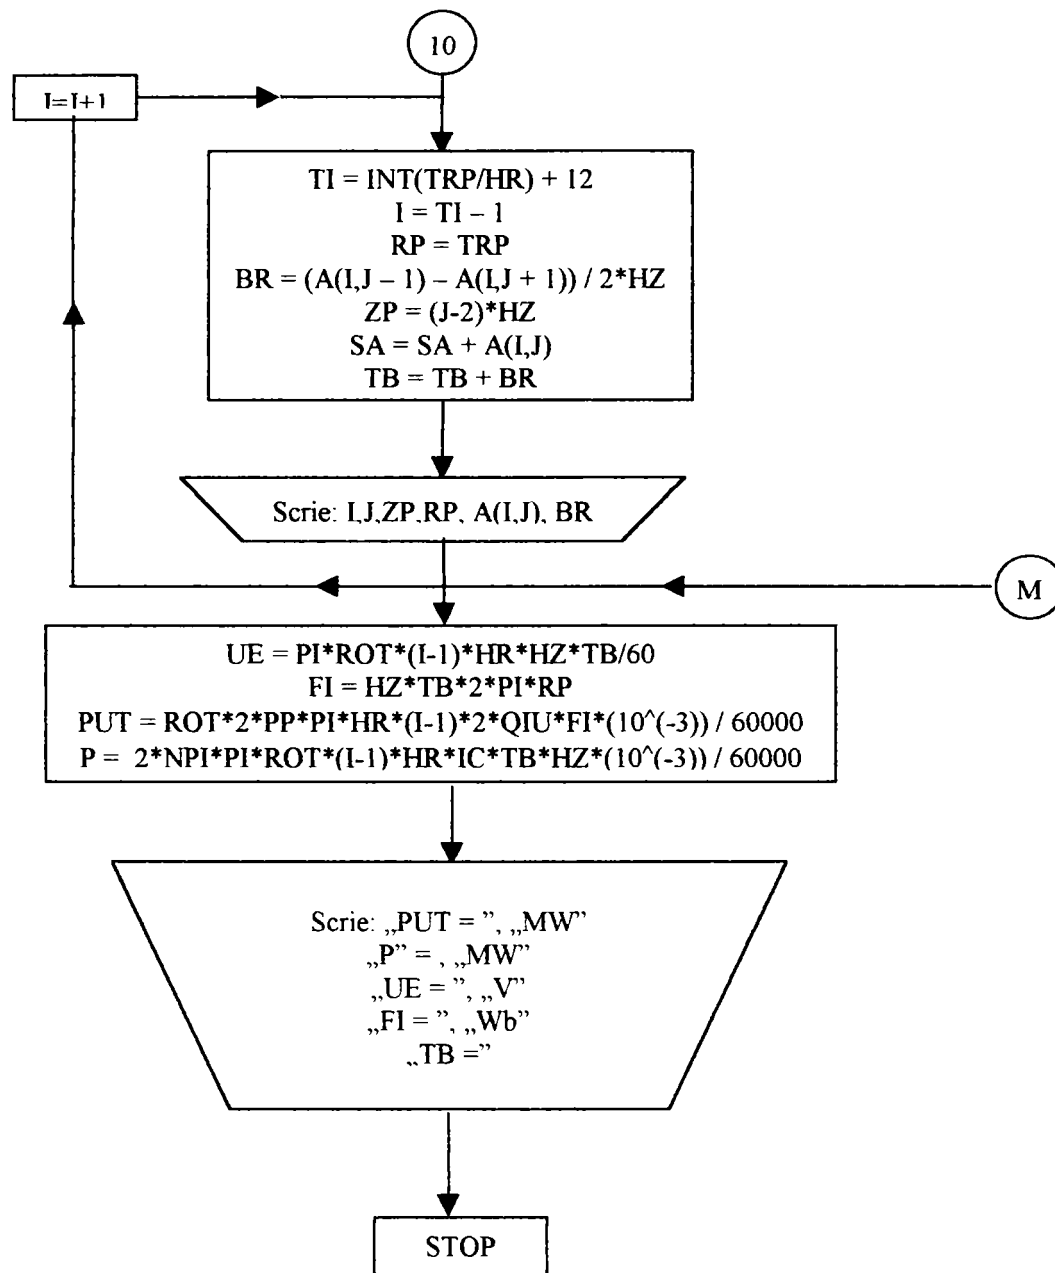 10
I=I+1
TI = INT(TRP/HR) + 12
I = TI – 1
RP = TRP
BR = (A(I,J – 1) – A(I,J + 1)) / 2*HZ
ZP = (J-2)*HZ
SA = SA + A(I,J)
TB = TB + BR
Scrie: I,J,ZP,RP, A(I,J), BR
M
UE = PI*ROT*(I-1)*HR*HZ*TB/60
FI = HZ*TB*2*PI*RP
PUT = ROT*2*PP*PI*HR*(I-1)*2*QIU*FI*(10^(-3)) / 60000
P = 2*NPI*PI*ROT*(I-1)*HR*IC*TB*HZ*(10^(-3)) / 60000
Scrie: „PUT = ”, „MW”
„P” = , „MW”
„UE = ”, „V”
„FI = ”, „Wb”
„TB =”
STOP